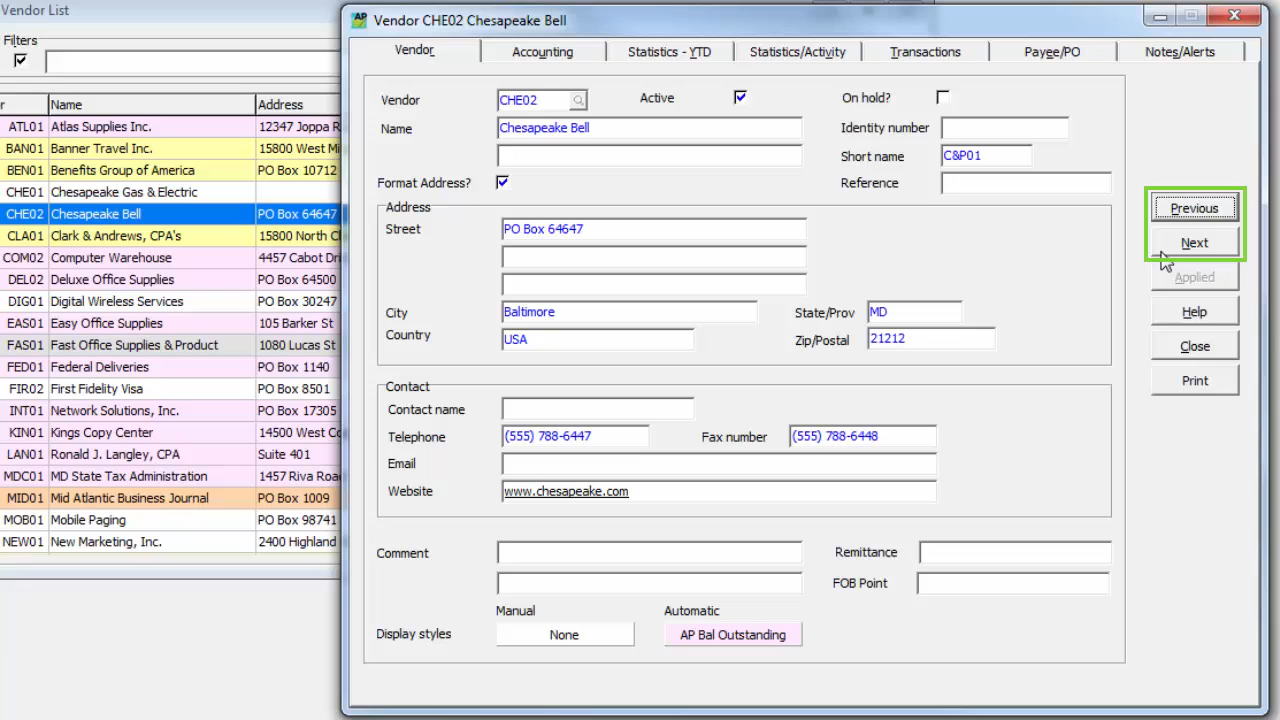 Vendor List
Filters
r Name Address
ATL01 Atlas Supplies Inc. 12347 Joppa R
BAN01 Banner Travel Inc. 15800 West Mi
BEN01 Benefits Group of America PO Box 10712
CHE01 Chesapeake Gas & Electric
CHE02 Chesapeake Bell PO Box 64647
CLA01 Clark & Andrews, CPA's 15800 North C
COM02 Computer Warehouse 4457 Cabot Dr
DEL02 Deluxe Office Supplies PO Box 64500
DIG01 Digital Wireless Services PO Box 30247
EAS01 Easy Office Supplies 105 Barker St
FAS01 Fast Office Supplies & Product 1080 Lucas St
FED01 Federal Deliveries PO Box 1140
FIR02 First Fidelity Visa PO Box 8501
INT01 Network Solutions, Inc. PO Box 17305
KIN01 Kings Copy Center 14500 West Co
LAN01 Ronald J. Langley, CPA Suite 401
MDC01 MD State Tax Administration 1457 Riva Road
MID01 Mid Atlantic Business Journal PO Box 1009
MOB01 Mobile Paging PO Box 98741
NEW01 New Marketing, Inc. 2400 Highland
AP Vendor CHE02 Chesapeake Bell
Vendor Accounting Statistics - YTD Statistics/Activity Transactions Payee/PO Notes/Alerts
Vendor CHE02 Active On hold?
Name Chesapeake Bell Identity number
Short name C&P01
Format Address? Reference
Address
Street PO Box 64647
City Baltimore State/Prov MD
Country USA Zip/Postal 21212
Contact
Contact name
Telephone (555) 788-6447 Fax number (555) 788-6448
Email
Website www.chesapeake.com
Comment Remittance
FOB Point
Manual Automatic
Display styles None AP Bal Outstanding
Previous
Next
Applied
Help
Close
Print